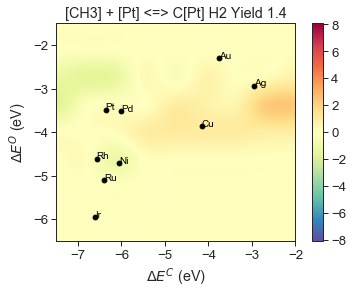 [CH3] + [Pt] <=> C[Pt] H2 Yield 1.4
8
6
4
2
0
−2
−4
−6
−8
−2
−3
−4
−5
−6
ΔE^O (eV)
Au
Ag
Pt
Pd
Cu
Rh
Ni
Ru
Ir
−7
−6
−5
−4
−3
−2
ΔE^C (eV)